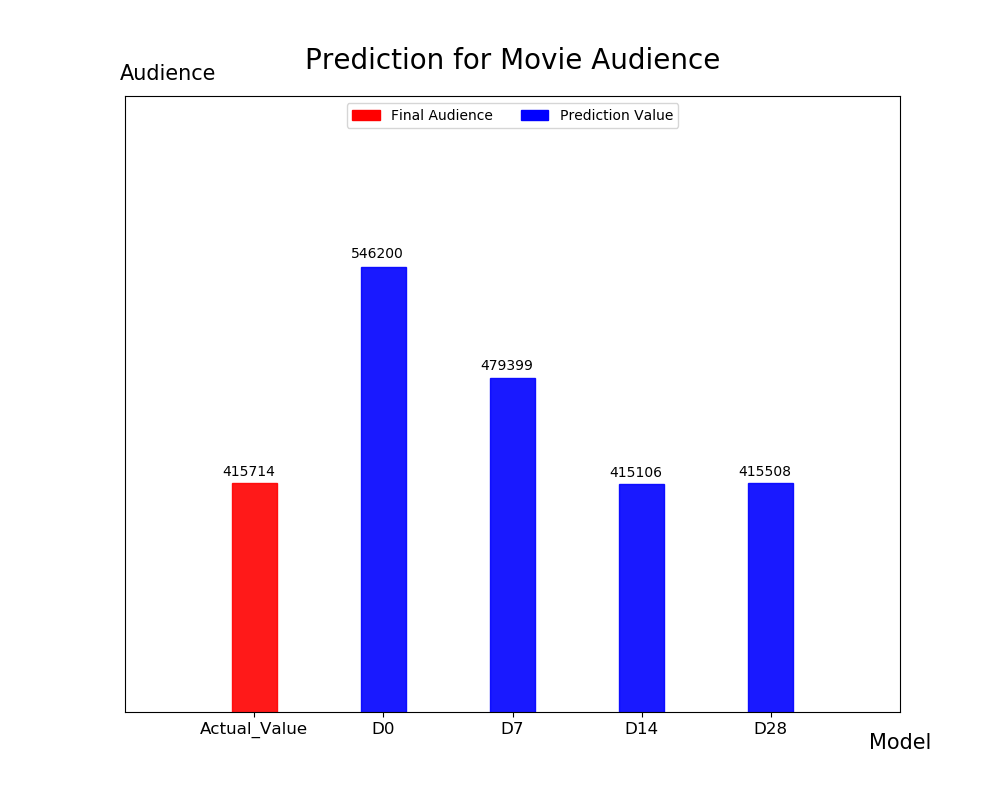 Prediction for Movie Audience
Audience
Final Audience
Prediction Value
546200
479399
415714
415106
415508
Actual_Value
D0
D7
D14
D28
Model